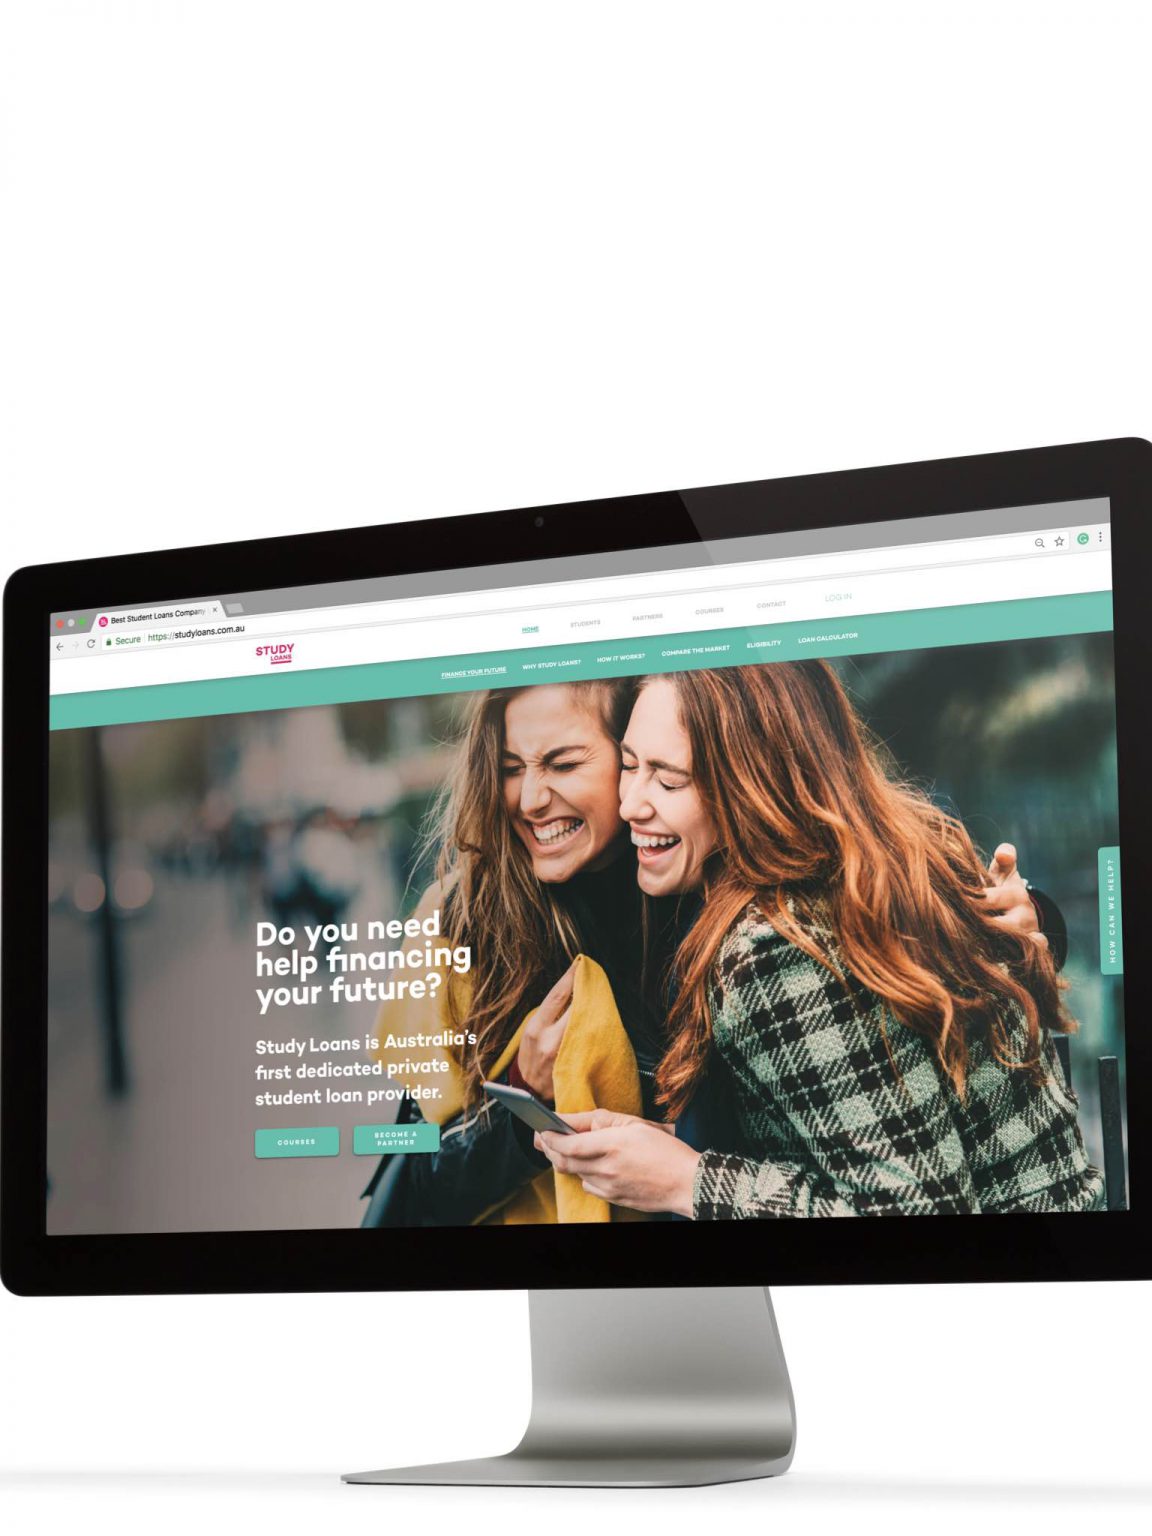 Best Student Loans Company
Secure https://studyloans.com.au
STUDY
LOANS
HOME STUDENTS PARTNERS COURSES CONTACT LOG IN
FINANCE YOUR FUTURE WHY STUDY LOANS? HOW IT WORKS? COMPARE THE MARKET ELIGIBILITY LOAN CALCULATOR
Do you need
help financing
your future?
Study Loans is Australia's
first dedicated private
student loan provider.
COURSES
BECOME A
PARTNER
HOW CAN WE HELP?